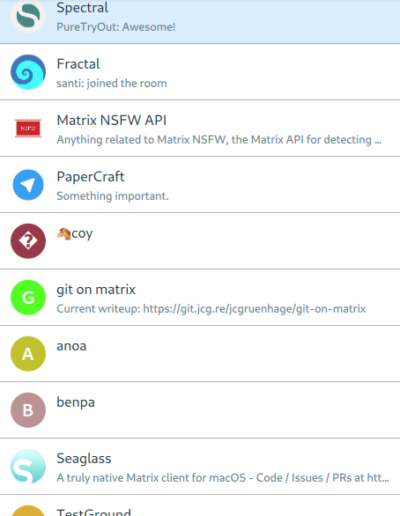 Spectral
PureTryOut: Awesome!
Fractal
santi: joined the room
NSFW
Matrix NSFW API
Anything related to Matrix NSFW, the Matrix API for detecting ...
PaperCraft
Something important.
�
🐴coy
G
git on matrix
Current writeup: https://git.jcg.re/jcgruenhage/git-on-matrix
A
anoa
B
benpa
Seaglass
A truly native Matrix client for macOS - Code / Issues / PRs at htt...
TestGround